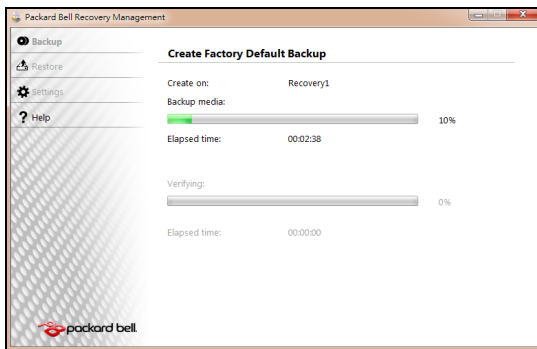 Packard Bell Recovery Management
Backup
Restore
Settings
? Help
Create Factory Default Backup
Create on: Recovery1
Backup media:
10%
Elapsed time: 00:02:38
Verifying:
0%
Elapsed time: 00:00:00
packard bell.